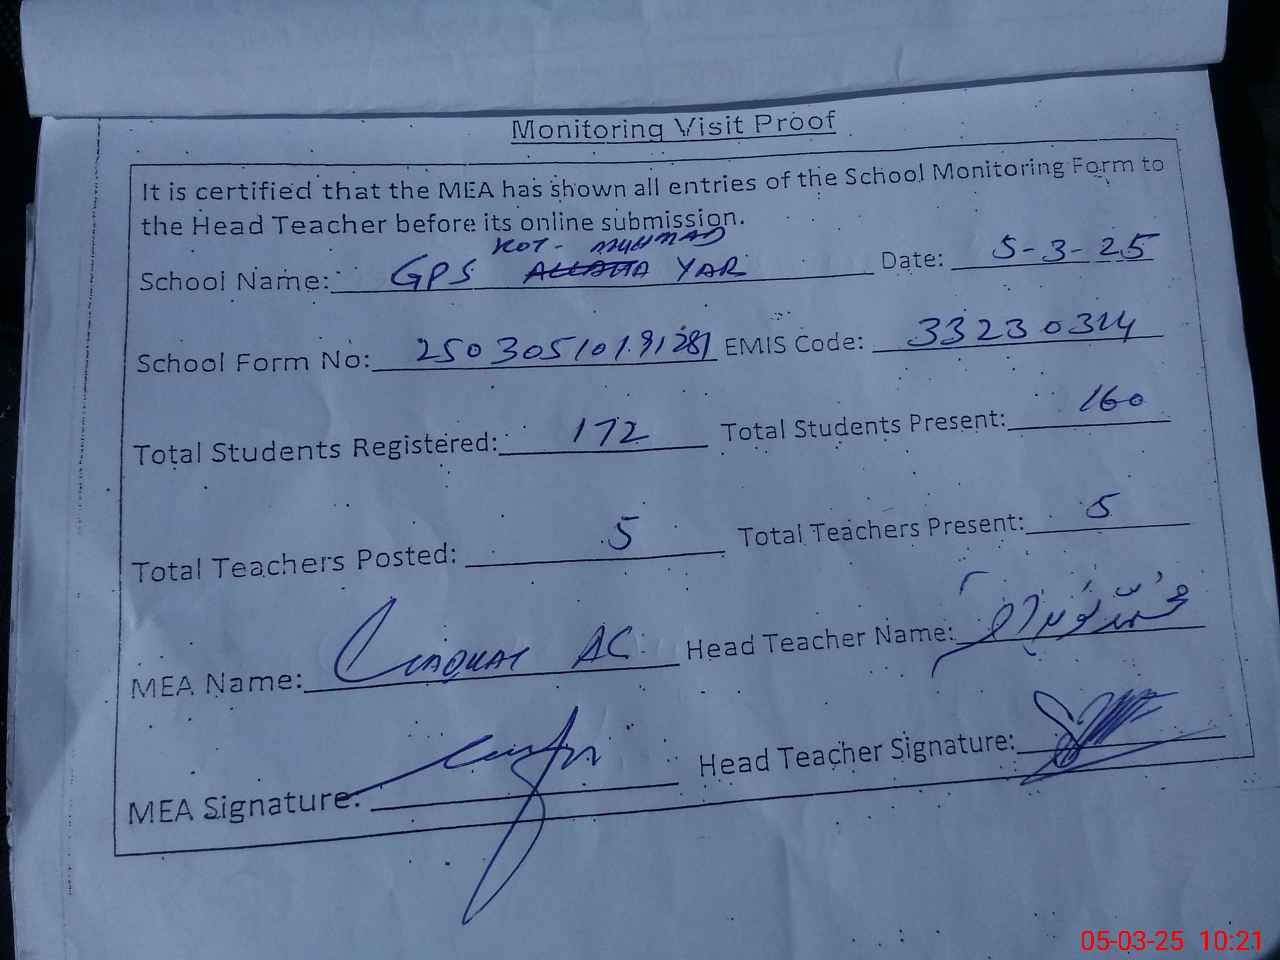 Monitoring Visit Proof
It is certified that the MEA has shown all entries of the School Monitoring Form to
the Head Teacher before its online submission.
KOT- MUHMAD
School Name: GPS YAR Date: 5-3-25
School Form No: EMIS Code: 33230314
Total Students Registered: 172 Total Students Present: 160
Total Teachers Posted: 5 Total Teachers Present: 5
MEA Name: LIAQUAT Head Teacher Name:
MEA Signature: Head Teacher Signature:
05-03-25 10:21